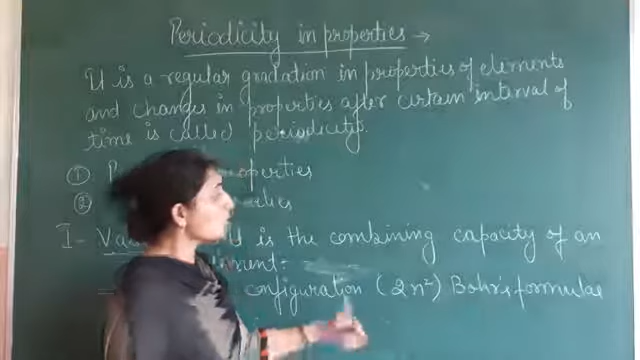 Periodicity in properties →
It is a regular gradation in properties of elements
and changes in properties after certain interval of
time is called periodicity.
①
②
I- is the combining capacity of an
configuration (2n²) Bohr's formulae